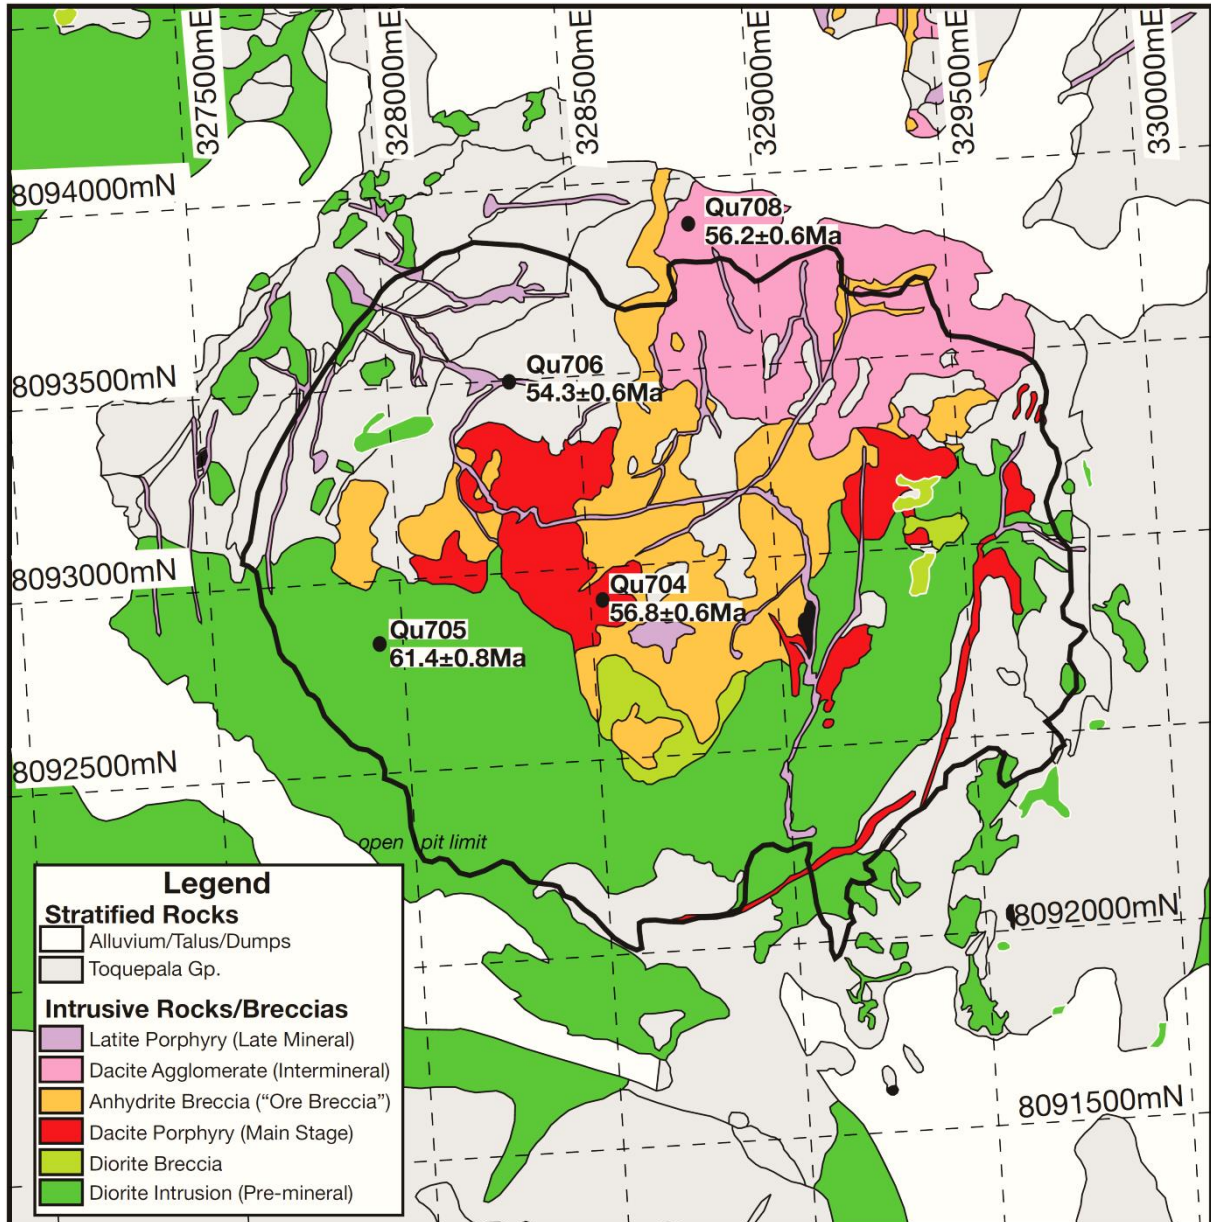 327500mE
328000mE
328500mE
329000mE
329500mE
330000mE
8094000mN
Qu708
56.2±0.6Ma
Qu706
54.3±0.6Ma
8093500mN
8093000mN
Qu704
56.8±0.6Ma
Qu705
61.4±0.8Ma
8092500mN
open pit limit
8092000mN
8091500mN
Legend
Stratified Rocks
Alluvium/Talus/Dumps
Toquepala Gp.
Intrusive Rocks/Breccias
Latite Porphyry (Late Mineral)
Dacite Agglomerate (Intermineral)
Anhydrite Breccia (“Ore Breccia”)
Dacite Porphyry (Main Stage)
Diorite Breccia
Diorite Intrusion (Pre-mineral)